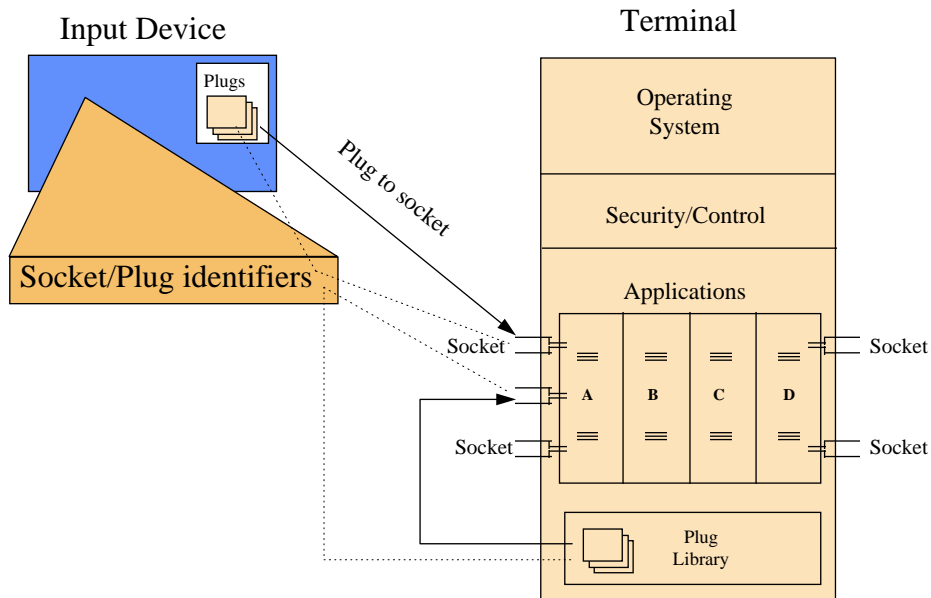 Input Device
Terminal
Plugs
Operating
System
Plug to socket
Security/Control
Socket/Plug identifiers
Applications
Socket
Socket
A
B
C
D
Socket
Socket
Plug
Library